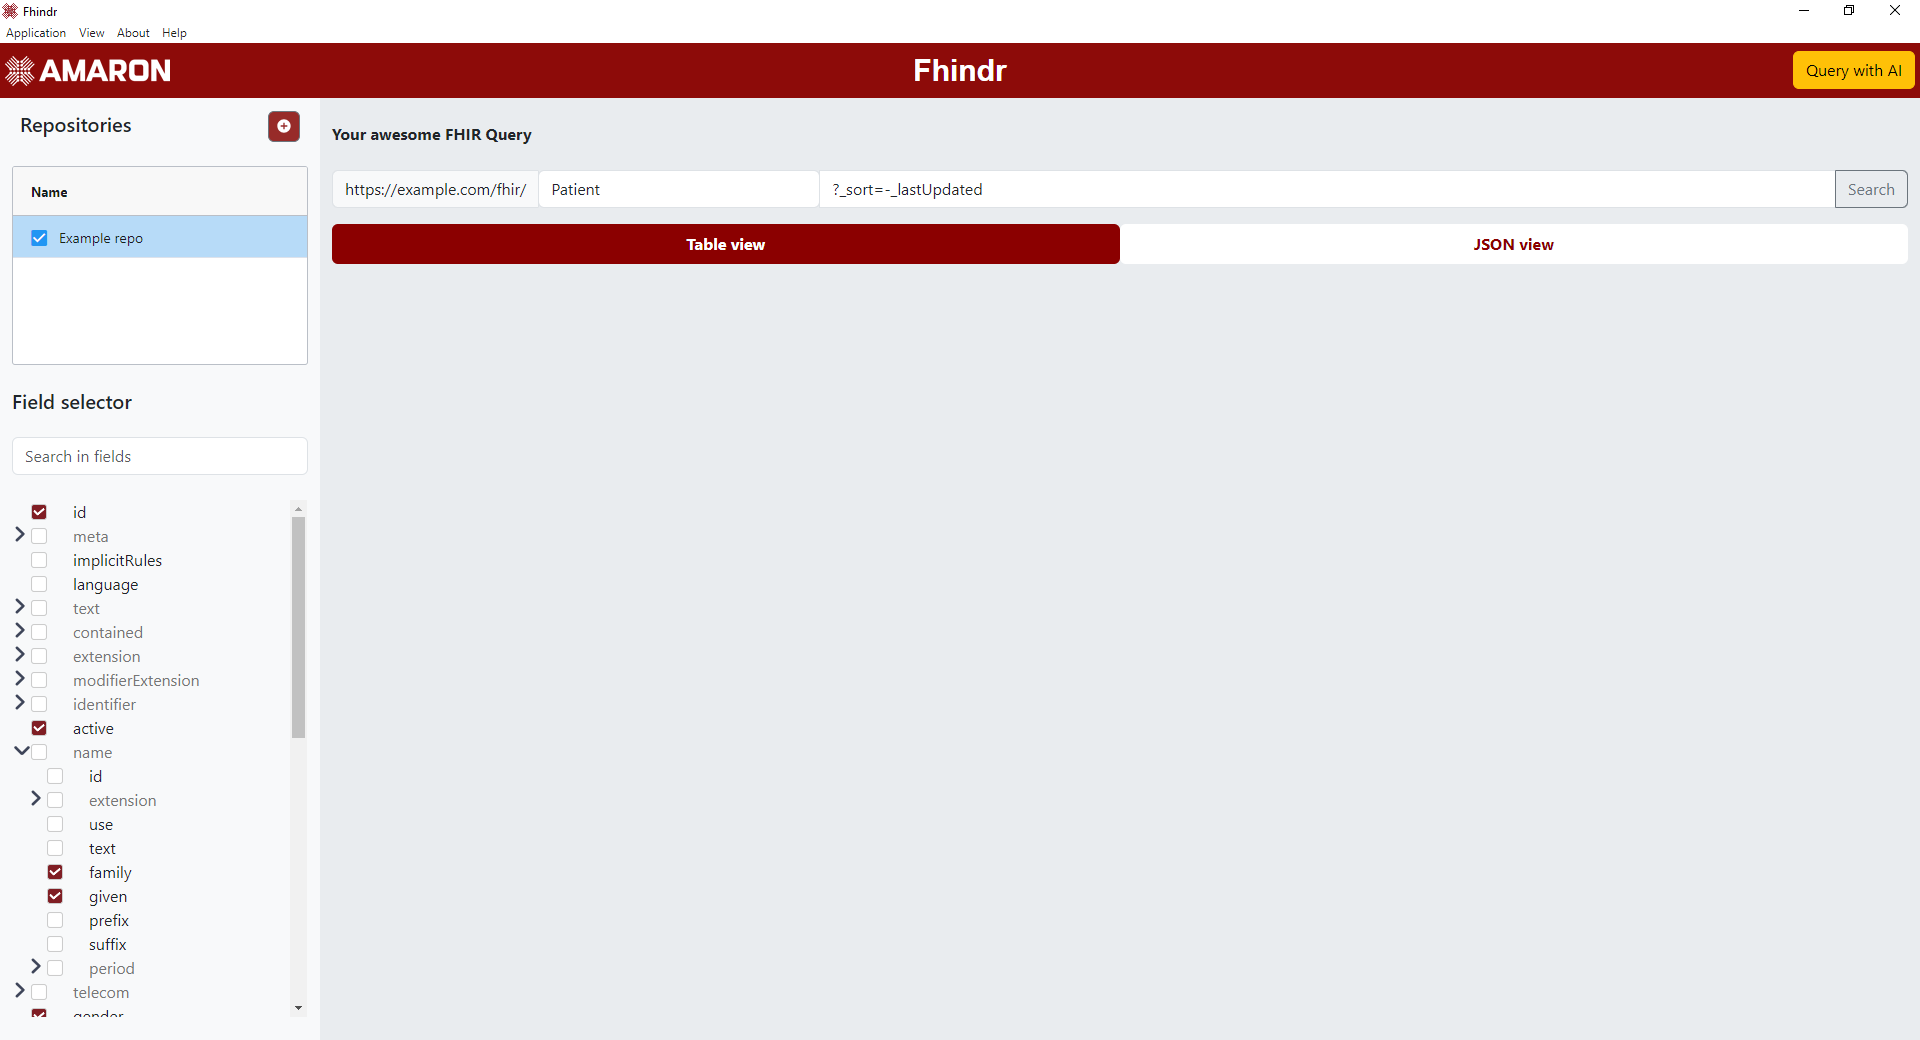 Fhindr
Application View About Help
AMARON
Fhindr
Query with AI
Repositories
Name
Example repo
Field selector
Search in fields
id
meta
implicitRules
language
text
contained
extension
modifierExtension
identifier
active
name
id
extension
use
text
family
given
prefix
suffix
period
telecom
gender
Your awesome FHIR Query
https://example.com/fhir/ Patient ?_sort=-_lastUpdated Search
Table view JSON view